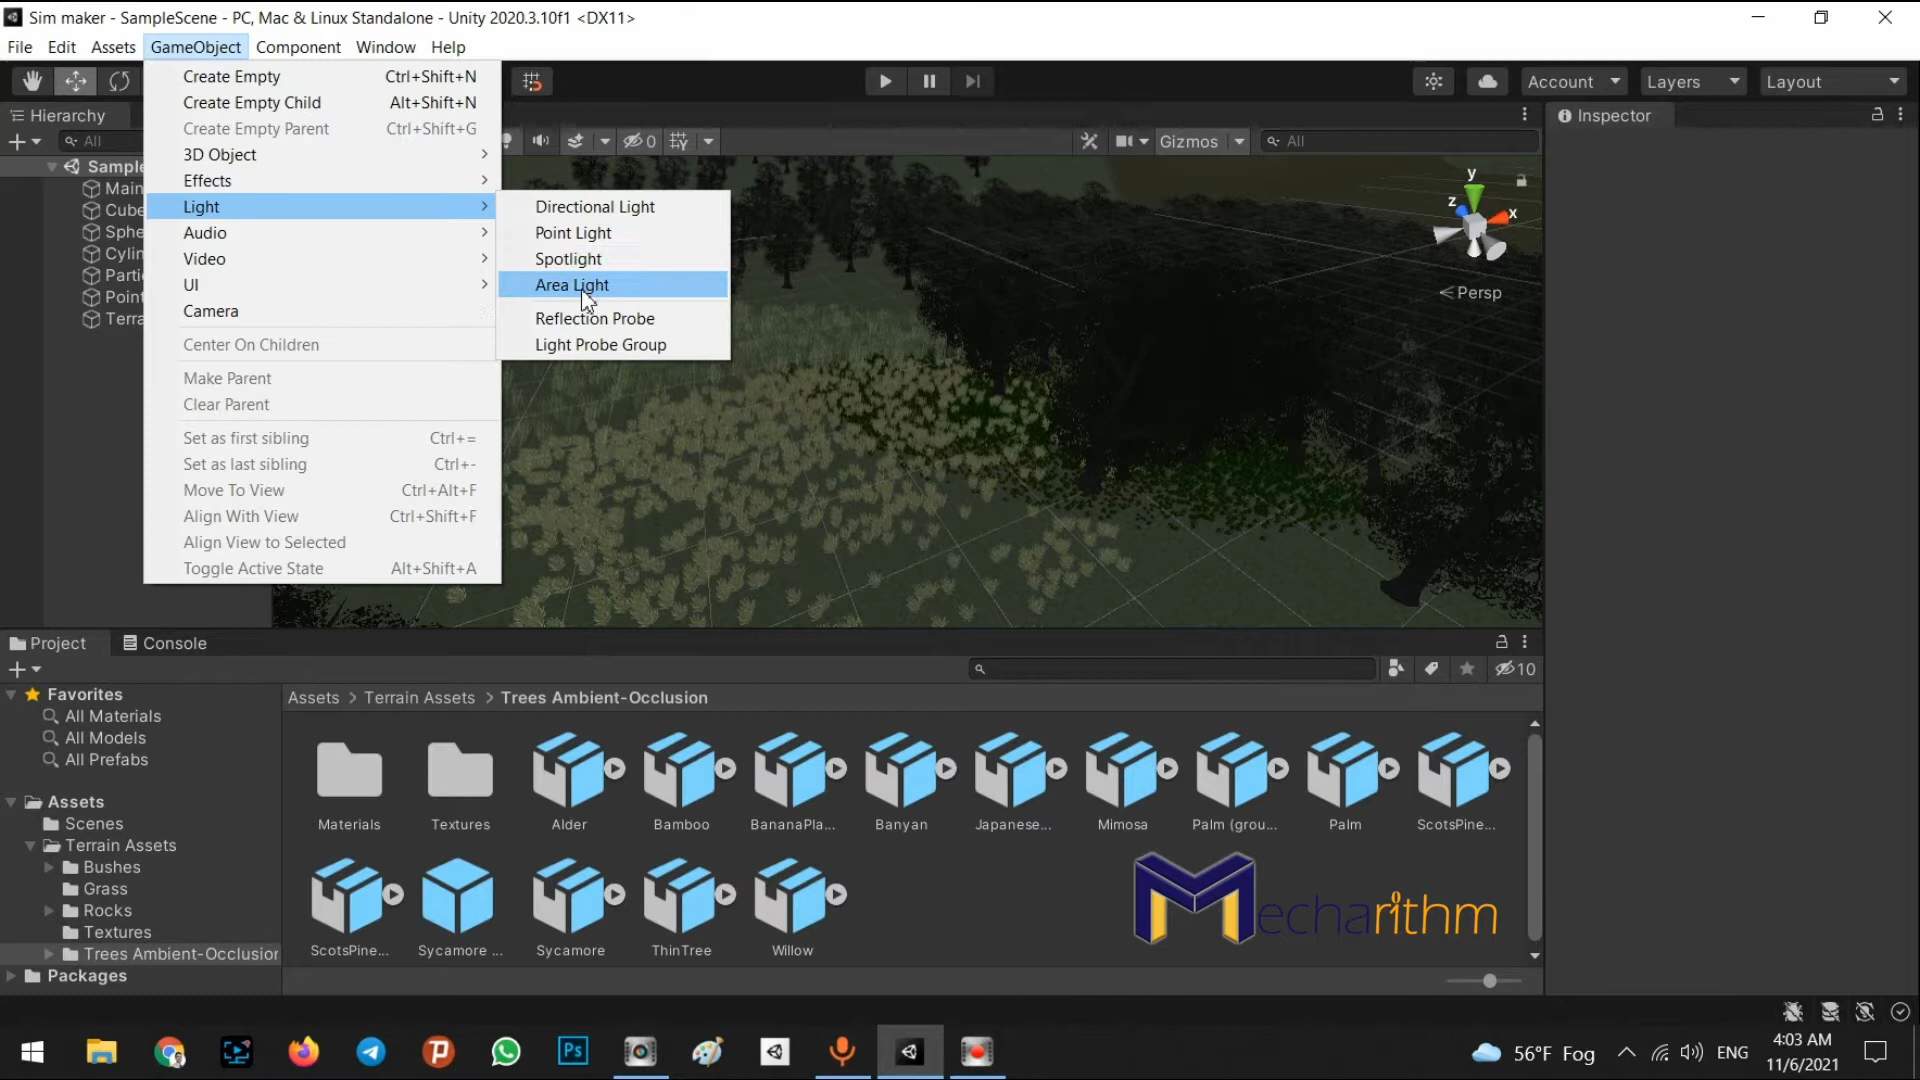 Sim maker - SampleScene - PC, Mac & Linux Standalone - Unity 2020.3.10f1 <DX11>
File Edit Assets GameObject Component Window Help
Account Layers Layout
Hierarchy
All
Gizmos All
Inspector
Create Empty Ctrl+Shift+N
Create Empty Child Alt+Shift+N
Create Empty Parent Ctrl+Shift+G
3D Object
Effects
Light
Audio
Video
UI
Camera
Center On Children
Make Parent
Clear Parent
Set as first sibling Ctrl+=
Set as last sibling Ctrl+-
Move To View Ctrl+Alt+F
Align With View Ctrl+Shift+F
Align View to Selected
Toggle Active State Alt+Shift+A
Directional Light
Point Light
Spotlight
Area Light
Reflection Probe
Light Probe Group
Sample
Main
Cube
Sphe
Cylin
Parti
Point
Terra
0
y
z
x
Persp
Project Console
10
Favorites
All Materials
All Models
All Prefabs
Assets
Scenes
Terrain Assets
Bushes
Grass
Rocks
Textures
Trees Ambient-Occlusion
Packages
Assets > Terrain Assets > Trees Ambient-Occlusion
Materials Textures Alder Bamboo BananaPla... Banyan Japanese... Mimosa Palm (grou... Palm ScotsPine...
ScotsPine... Sycamore ... Sycamore ThinTree Willow
Mecharithm
Ps
56°F Fog
ENG
4:03 AM
11/6/2021